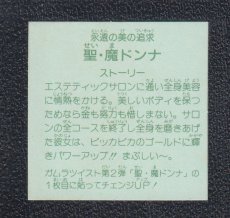 永遠の美の追求
聖・魔ドンナ
ストーリー
エステティックサロンに通い全身美容
に情熱をかける。美しいボディを保つ
ためなら金も努力も惜しまない。サロ
ンの全コースを終了し全身を磨きあげ
た彼女は、ピッカピカのゴールドに輝
きパワーアップ!! まぶしい〜。
ガムラツイスト第2弾「聖・魔ドンナ」の
1枚目に貼ってチェンジUP!